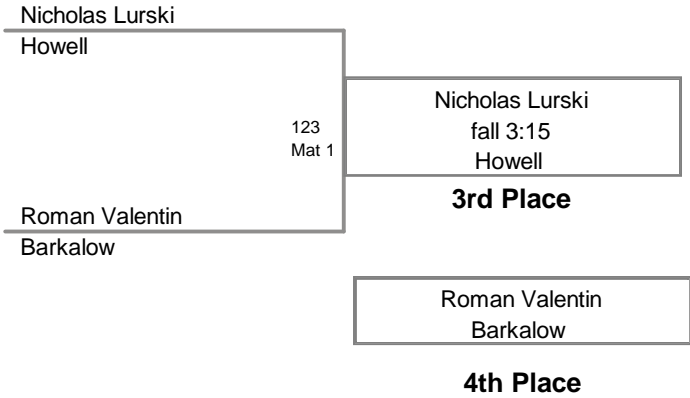 Nicholas Lurski
Howell
123
Mat 1
Nicholas Lurski
fall 3:15
Howell
3rd Place
Roman Valentin
Barkalow
Roman Valentin
Barkalow
4th Place